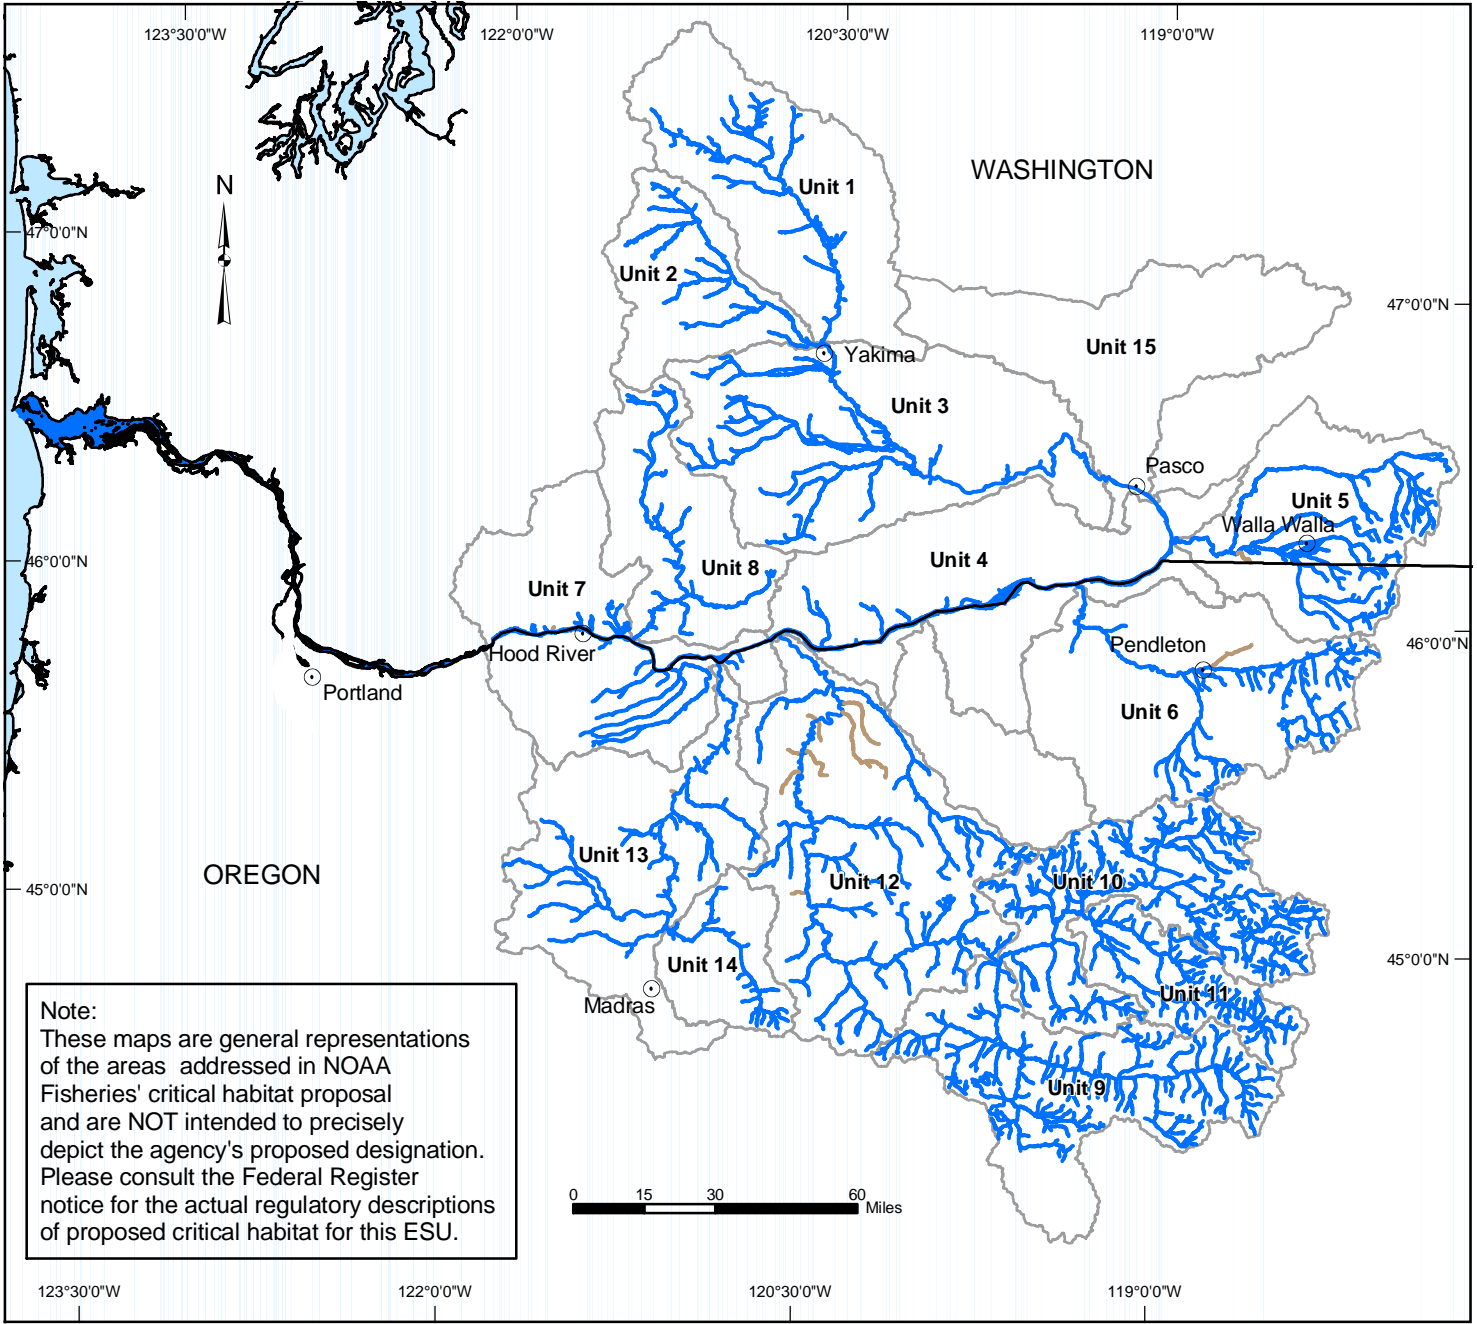 123°30'0"W
122°0'0"W
120°30'0"W
119°0'0"W
WASHINGTON
N
Unit 1
47°0'0"N
Unit 2
47°0'0"N
Unit 15
Yakima
Unit 3
Pasco
Unit 5
Walla Walla
46°0'0"N
Unit 4
Unit 8
Unit 7
46°0'0"N
Pendleton
Hood River
Portland
Unit 6
Unit 13
OREGON
45°0'0"N
Unit 12
Unit 10
45°0'0"N
Unit 14
Unit 11
Madras
Note:
These maps are general representations
of the areas addressed in NOAA
Fisheries' critical habitat proposal
and are NOT intended to precisely
depict the agency's proposed designation.
Please consult the Federal Register
notice for the actual regulatory descriptions
of proposed critical habitat for this ESU.
Unit 9
0 15 30 60
Miles
123°30'0"W
122°0'0"W
120°30'0"W
119°0'0"W